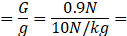 = G/g = 0.9N/10N/kg =